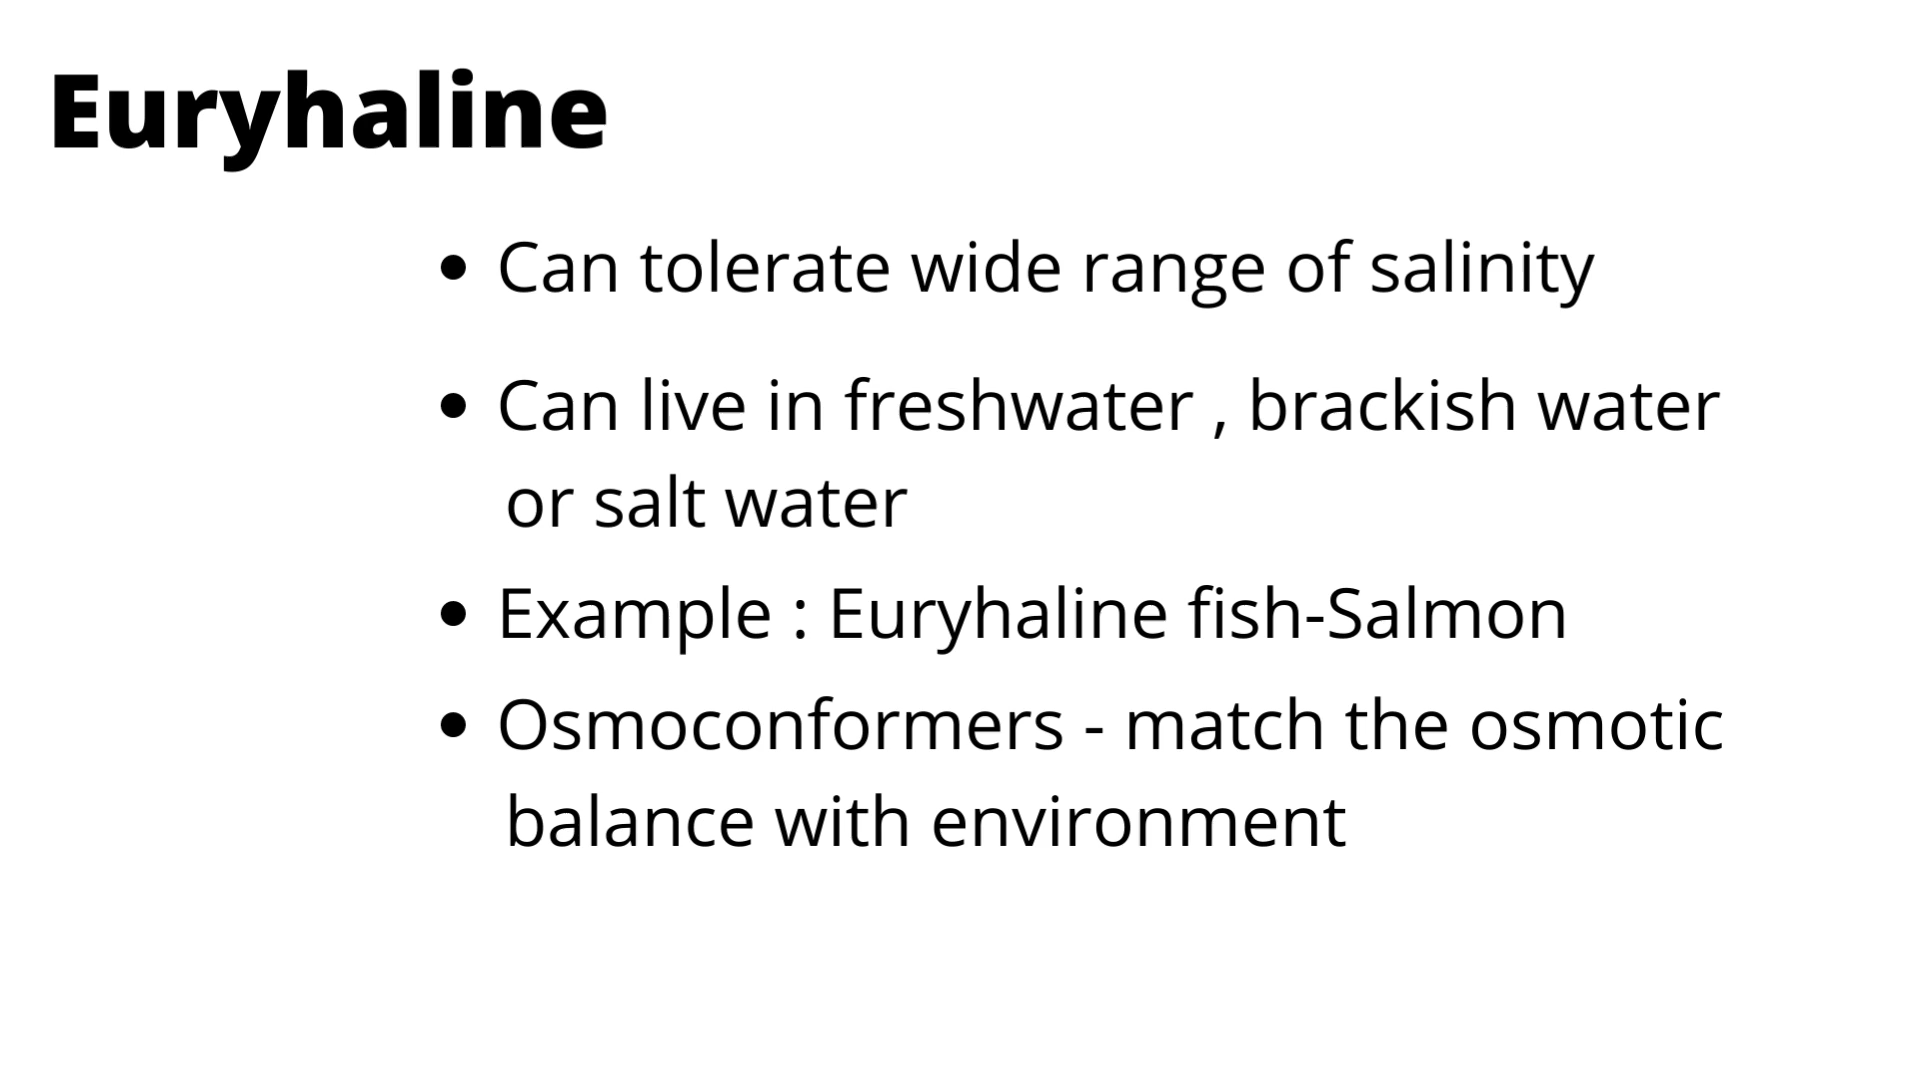 Euryhaline
• Can tolerate wide range of salinity
• Can live in freshwater , brackish water
or salt water
• Example : Euryhaline fish-Salmon
• Osmoconformers - match the osmotic
balance with environment